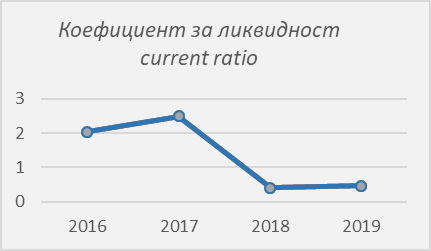 Коефициент за ликвидност
current ratio
3
2
1
0
2016 2017 2018 2019